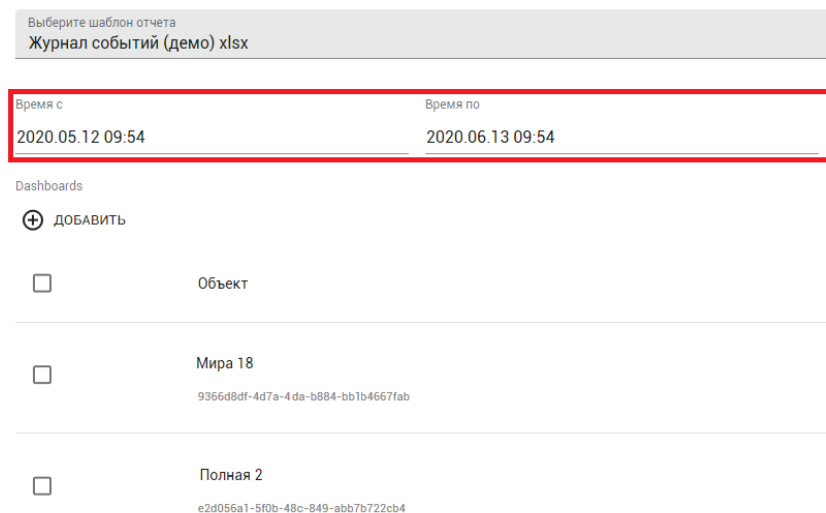 Выберите шаблон отчета
Журнал событий (демо) xlsx
Время с
Время по
2020.05.12 09:54
2020.06.13 09:54
Dashboards
ДОБАВИТЬ
Объект
Мира 18
9366d8df-4d7a-4da-b884-bb1b4667fab
Полная 2
e2d056a1-5f0b-48c-849-abb7b722cb4